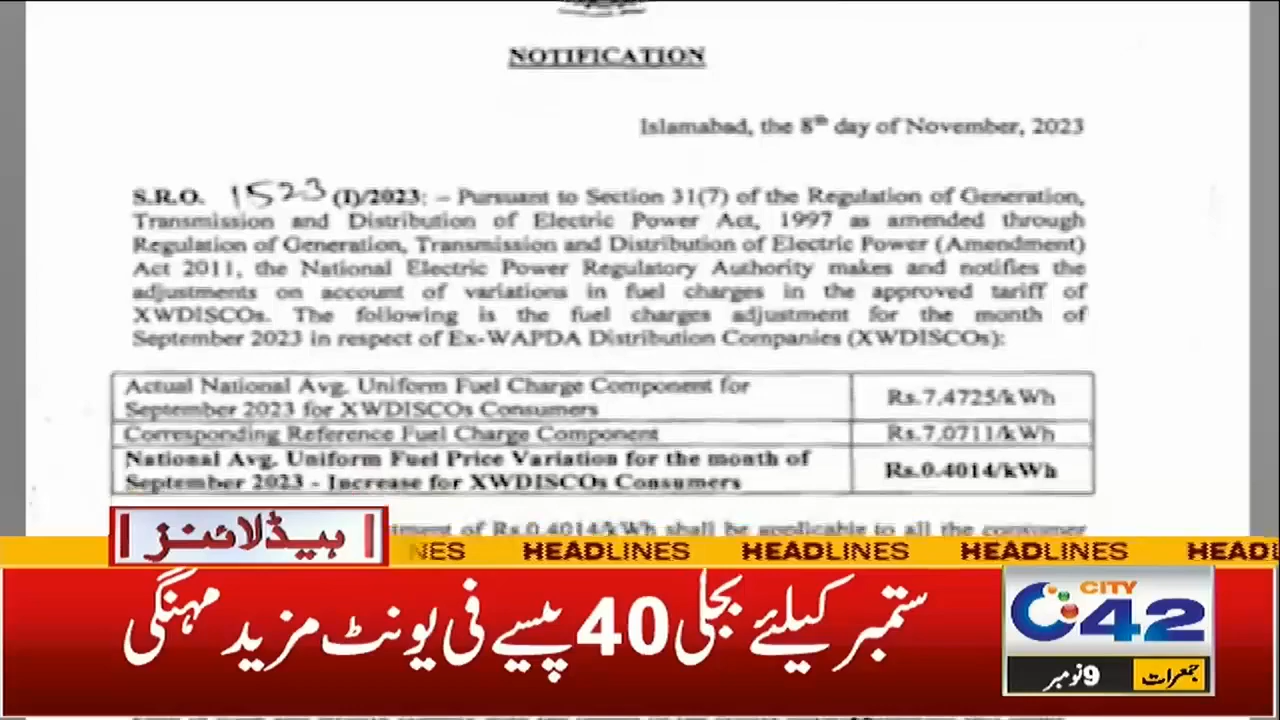 NOTIFICATION
Islamabad, the 8th day of November, 2023
S.R.O. 1523 (I)/2023: – Pursuant to Section 31(7) of the Regulation of Generation,
Transmission and Distribution of Electric Power Act, 1997 as amended through
Regulation of Generation, Transmission and Distribution of Electric Power (Amendment)
Act 2011, the National Electric Power Regulatory Authority makes and notifies the
adjustments on account of variations in fuel charges in the approved tariff of
XWDISCOs. The following is the fuel charges adjustment for the month of
September 2023 in respect of Ex-WAPDA Distribution Companies (XWDISCOs):
Actual National Avg. Uniform Fuel Charge Component for
September 2023 for XWDISCOs Consumers
Rs.7.4725/kWh
Corresponding Reference Fuel Charge Component
Rs.7.0711/kWh
National Avg. Uniform Fuel Price Variation for the month of
September 2023 - Increase for XWDISCOs Consumers
Rs.0.4014/kWh
of Rs.0.4014/kWh shall be applicable to all the consumer
ہیڈلائنز
NES HEADLINES HEADLINES HEADLINES HEADL
ستمبر کیلئے بجلی 40 پیسے فی یونٹ مزید مہنگی
CITY
42
جمعرات
9 نومبر